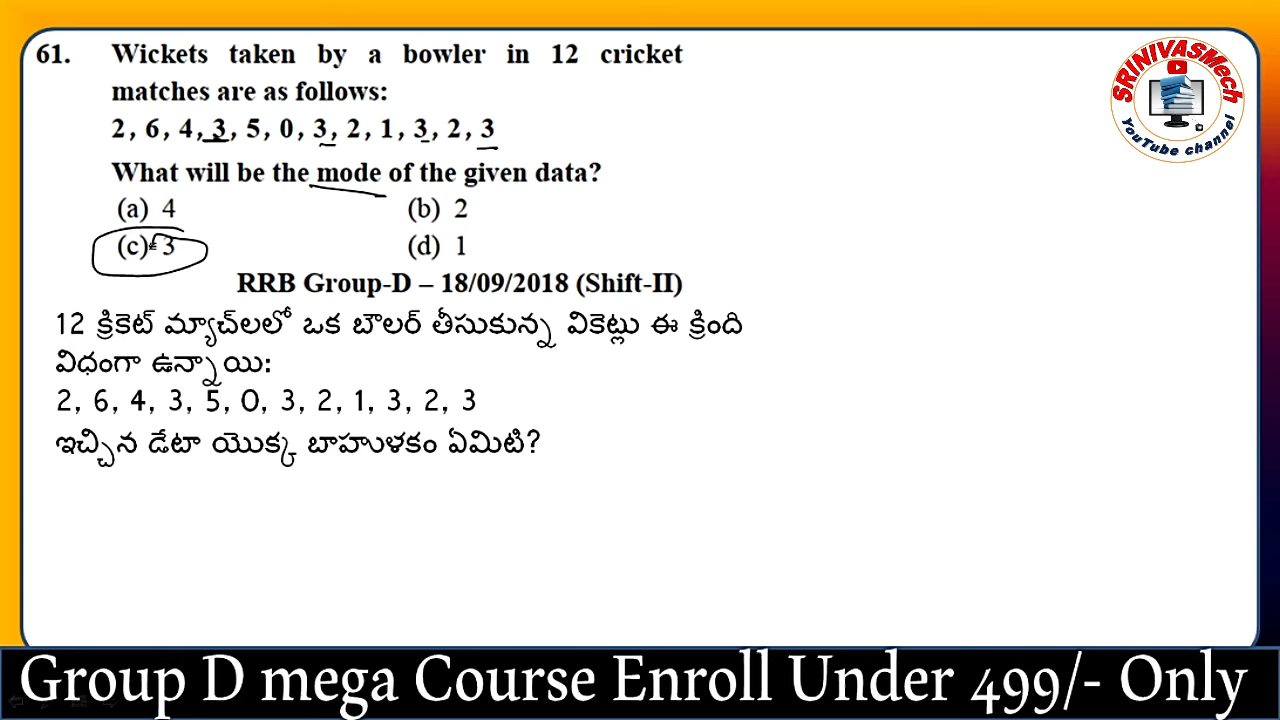 SRINIVASMech
YouTube channel
61. Wickets taken by a bowler in 12 cricket
matches are as follows:
2, 6, 4, 3, 5, 0, 3, 2, 1, 3, 2, 3
What will be the mode of the given data?
(a) 4 (b) 2
(c) 3 (d) 1
RRB Group-D – 18/09/2018 (Shift-II)
12 క్రికెట్ మ్యాచ్‌లలో ఒక బౌలర్ తీసుకున్న వికెట్లు ఈ క్రింది
విధంగా ఉన్నాయి:
2, 6, 4, 3, 5, 0, 3, 2, 1, 3, 2, 3
ఇచ్చిన డేటా యొక్క బాహుళకం ఏమిటి?
Group D mega Course Enroll Under 499/- Only